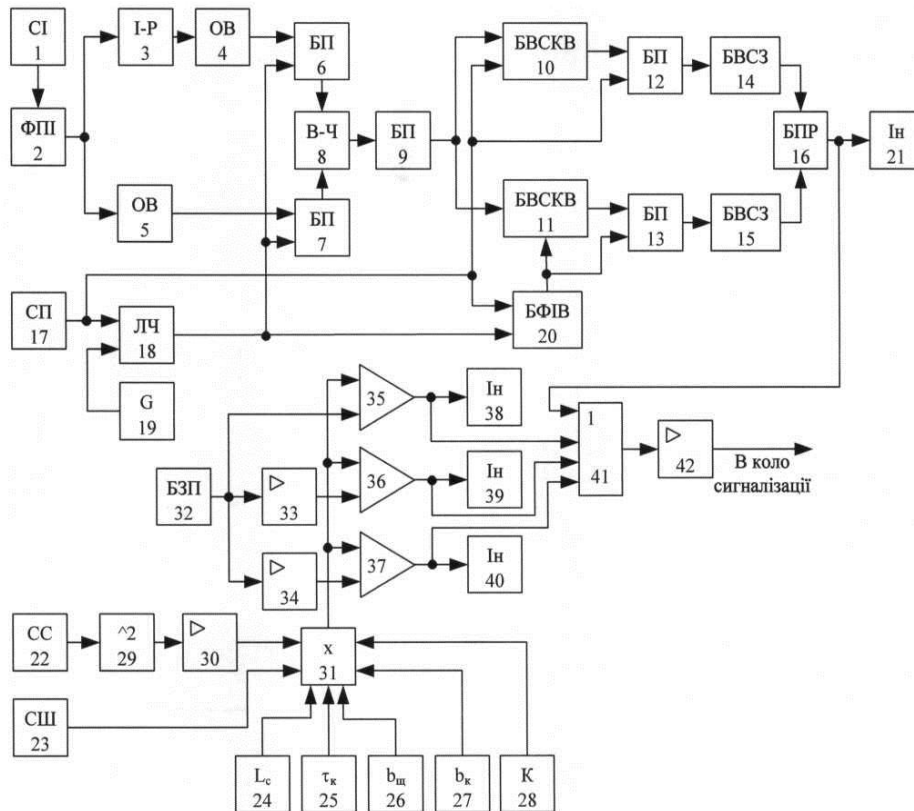 СІ
1
ФПІ
2
І-Р
3
ОВ
4
ОВ
5
БП
6
БП
7
В-Ч
8
БП
9
БВСКВ
10
БВСКВ
11
БП
12
БП
13
БВСЗ
14
БВСЗ
15
БПР
16
Ін
21
СП
17
ЛЧ
18
G
19
БФІВ
20
35
Ін
38
36
Ін
39
37
Ін
40
БЗП
32
33
34
1
41
42
В коло
сигналізації
СС
22
^2
29
30
х
31
СШ
23
Lс
24
τк
25
bщ
26
bк
27
К
28